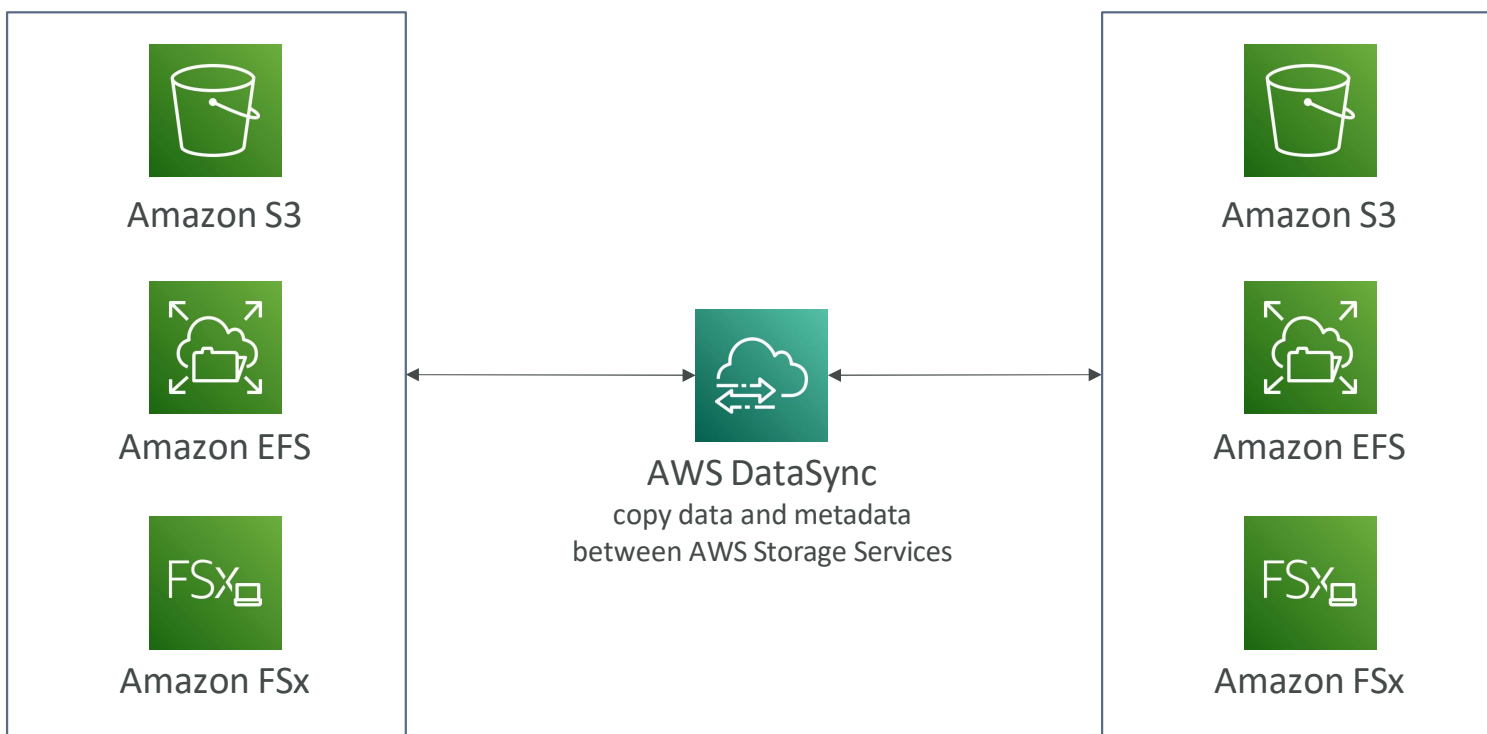 Amazon S3
Amazon EFS
FSx
Amazon FSx
AWS DataSync
copy data and metadata
between AWS Storage Services
Amazon S3
Amazon EFS
FSx
Amazon FSx